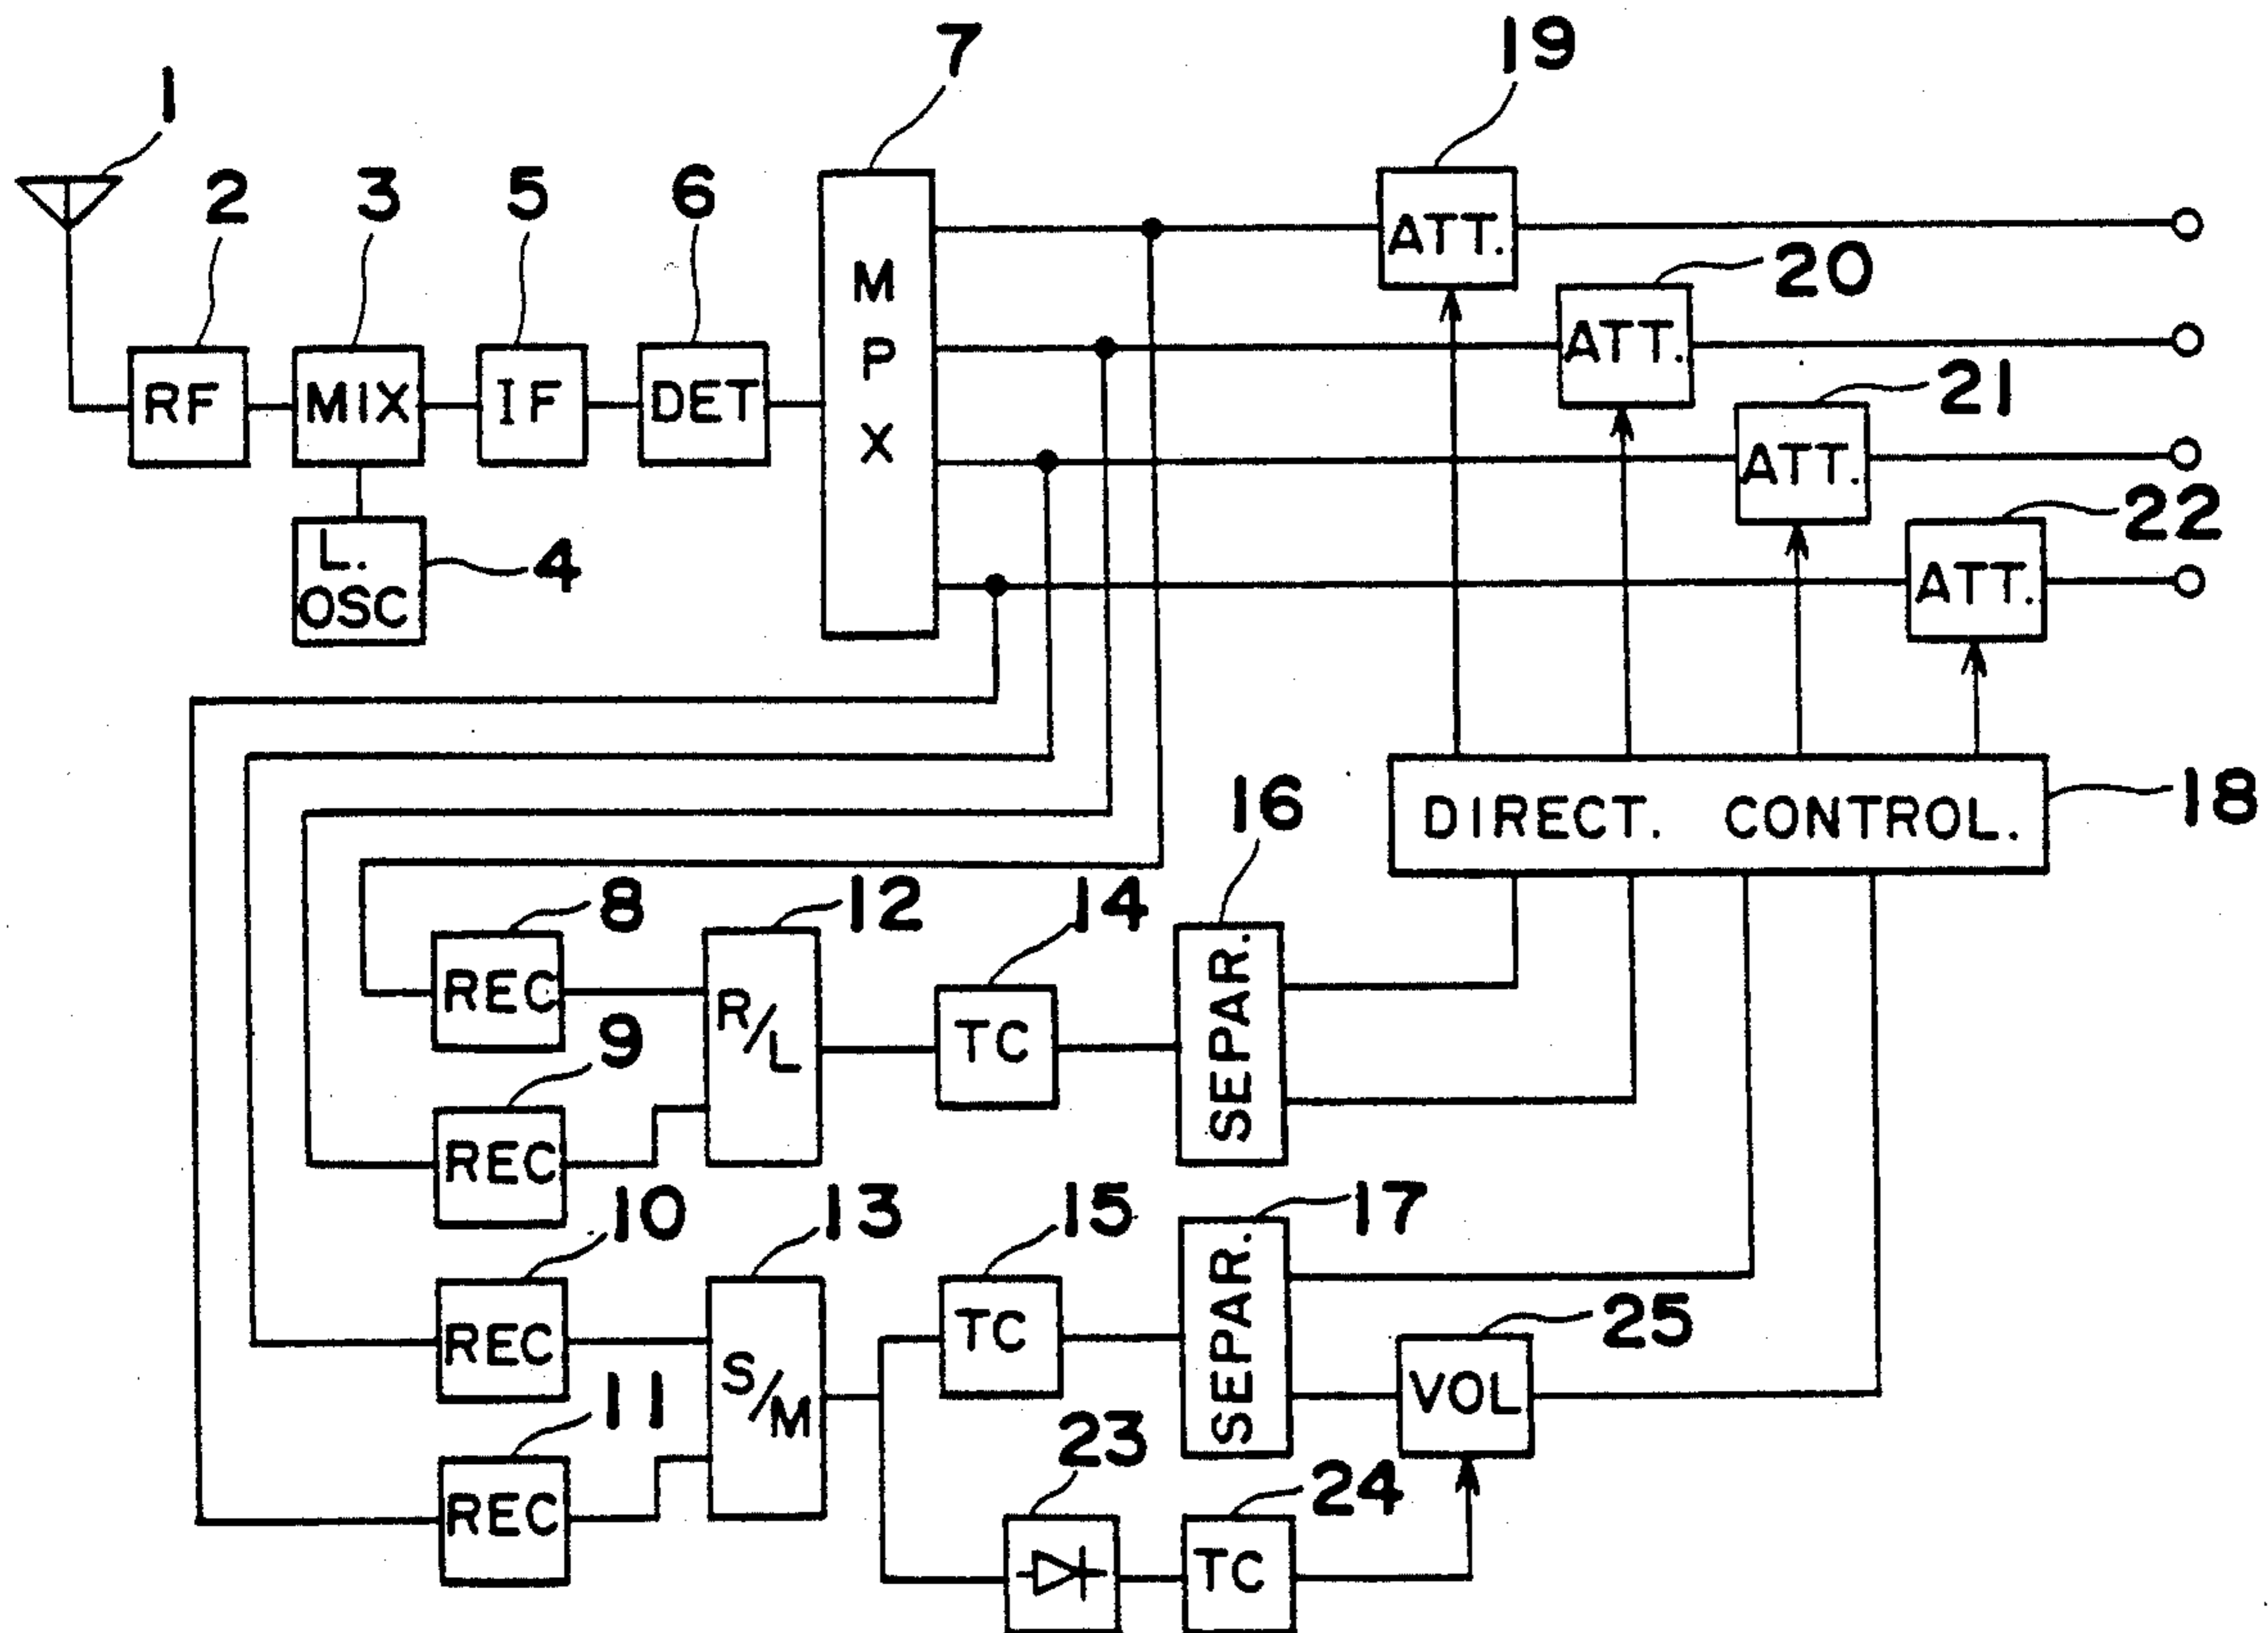 1
2
3
5
6
7
19
20
21
22
RF
MIX
IF
DET
M
P
X
ATT.
ATT.
ATT.
ATT.
L.
OSC
4
DIRECT. CONTROL.
18
8
REC
9
REC
10
REC
11
REC
12
R/L
13
S/M
14
TC
15
TC
16
SEPAR.
17
SEPAR.
23
24
TC
25
VOL